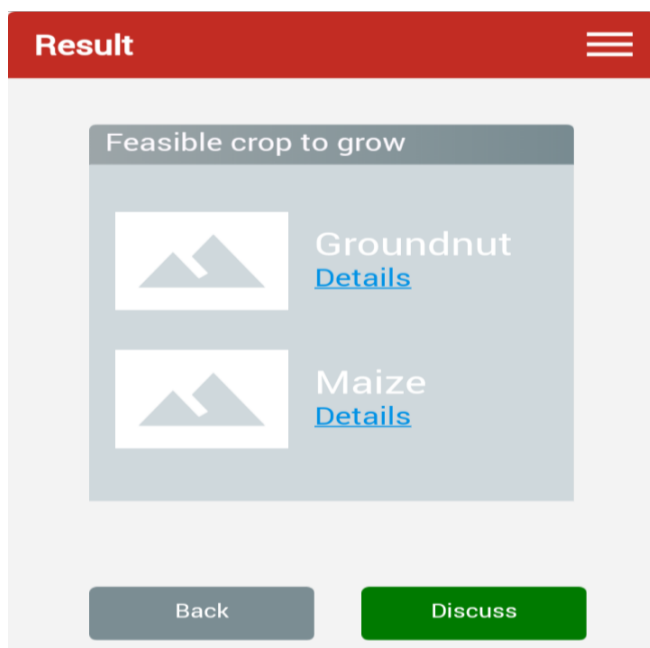 Result
Feasible crop to grow
Groundnut
Details
Maize
Details
Back
Discuss